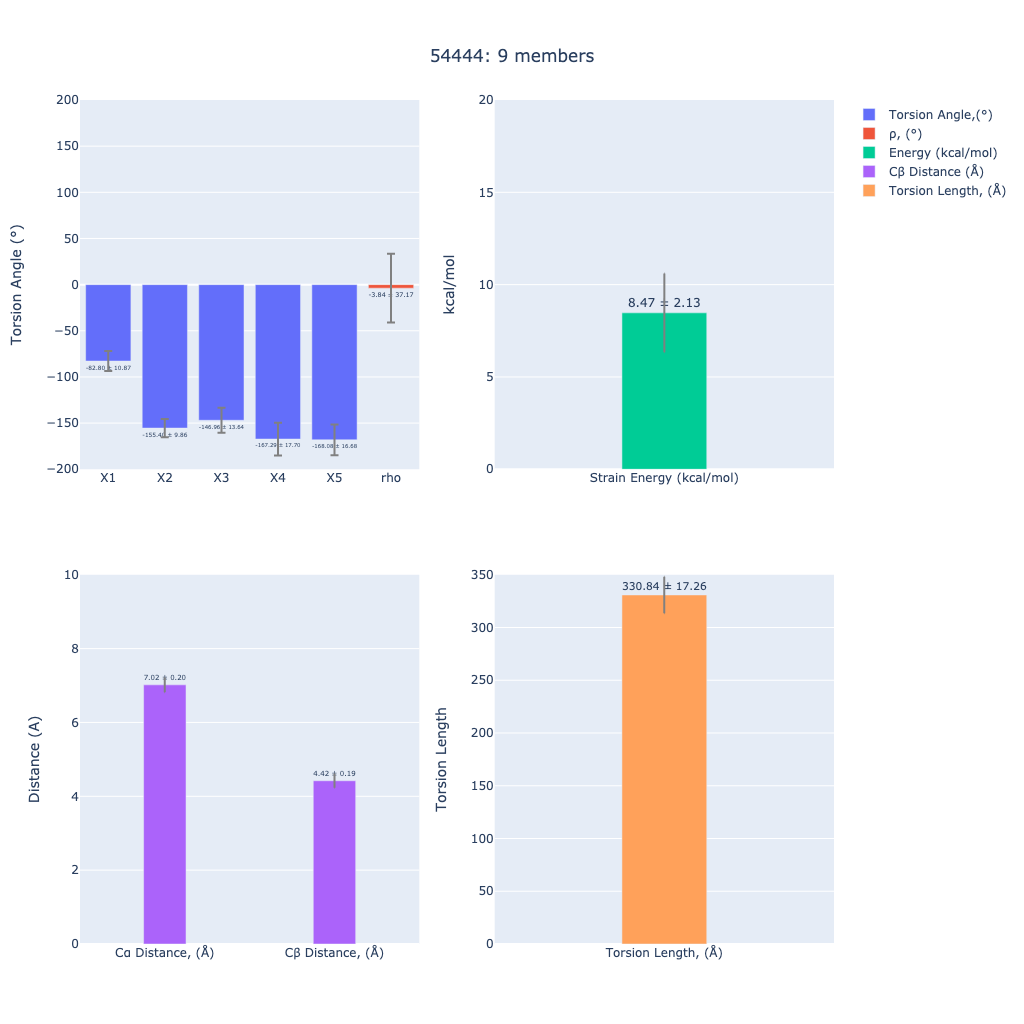 54444: 9 members
Torsion Angle (°)
200
150
100
50
0
−50
−100
−150
−200
-82.80 ± 10.87
-146.96 ± 13.64
-167.29 ± 17.70
-168.08 ± 16.68
-3.84 ± 37.17
X1 X2 X3 X4 X5 rho
kcal/mol
20
15
10
5
0
8.47 ± 2.13
Strain Energy (kcal/mol)
Torsion Angle,(°)
ρ, (°)
Energy (kcal/mol)
Cβ Distance (Å)
Torsion Length, (Å)
Distance (A)
10
8
6
4
2
0
7.02 ± 0.20
4.42 ± 0.19
Cα Distance, (Å) Cβ Distance, (Å)
Torsion Length
350
300
250
200
150
100
50
0
330.84 ± 17.26
Torsion Length, (Å)